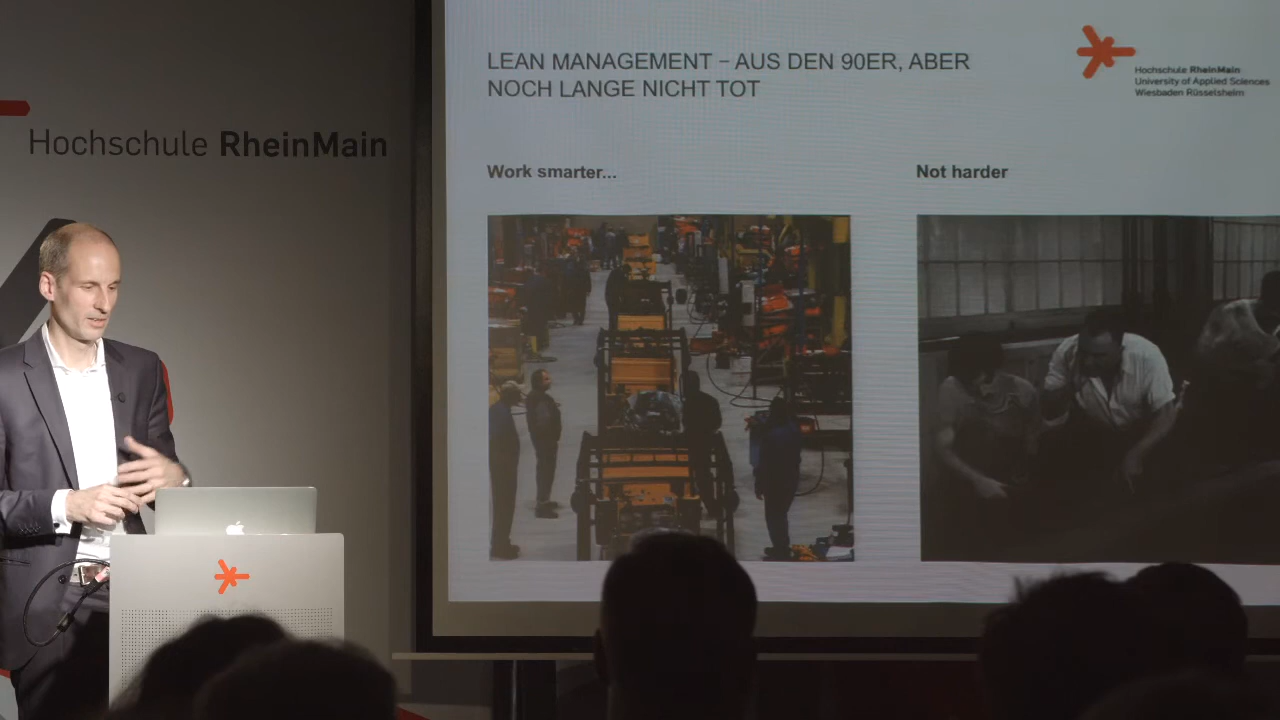 Hochschule RheinMain
LEAN MANAGEMENT – AUS DEN 90ER, ABER
NOCH LANGE NICHT TOT
Hochschule RheinMain
University of Applied Sciences
Wiesbaden Rüsselsheim
Work smarter...
Not harder